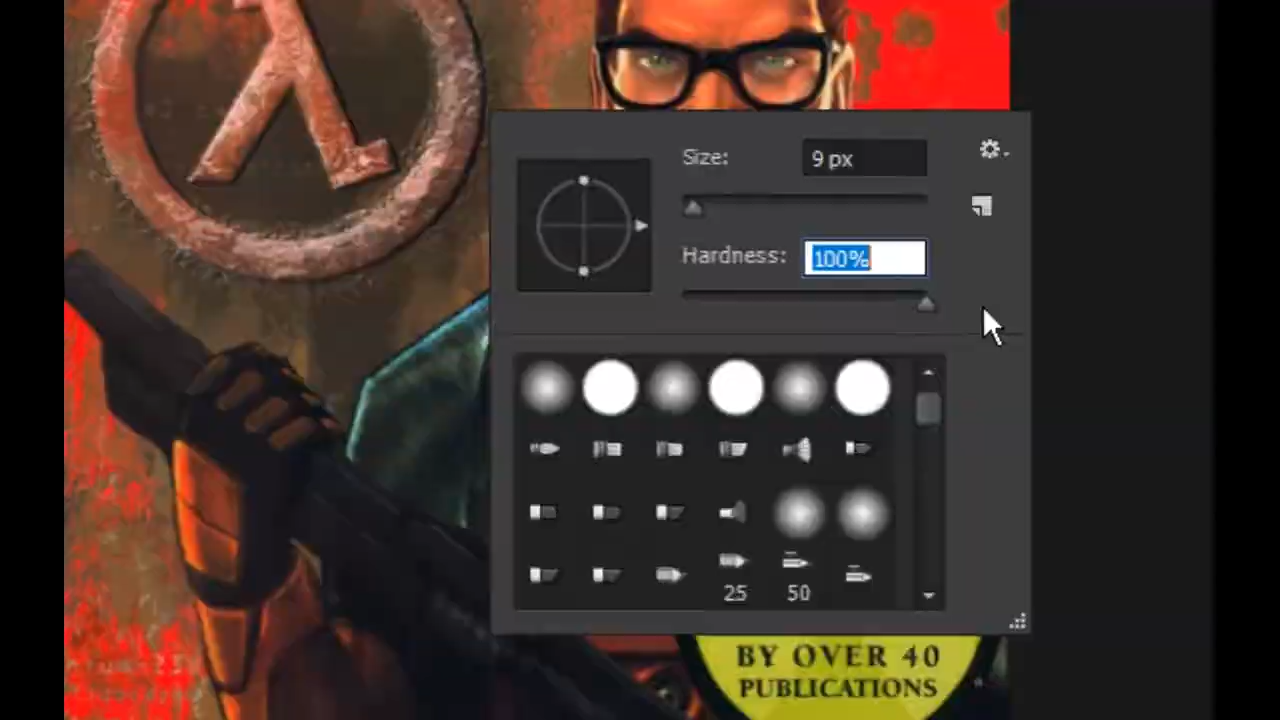 λ
Size:
9 px
Hardness:
100%
25
50
BY OVER 40
PUBLICATIONS